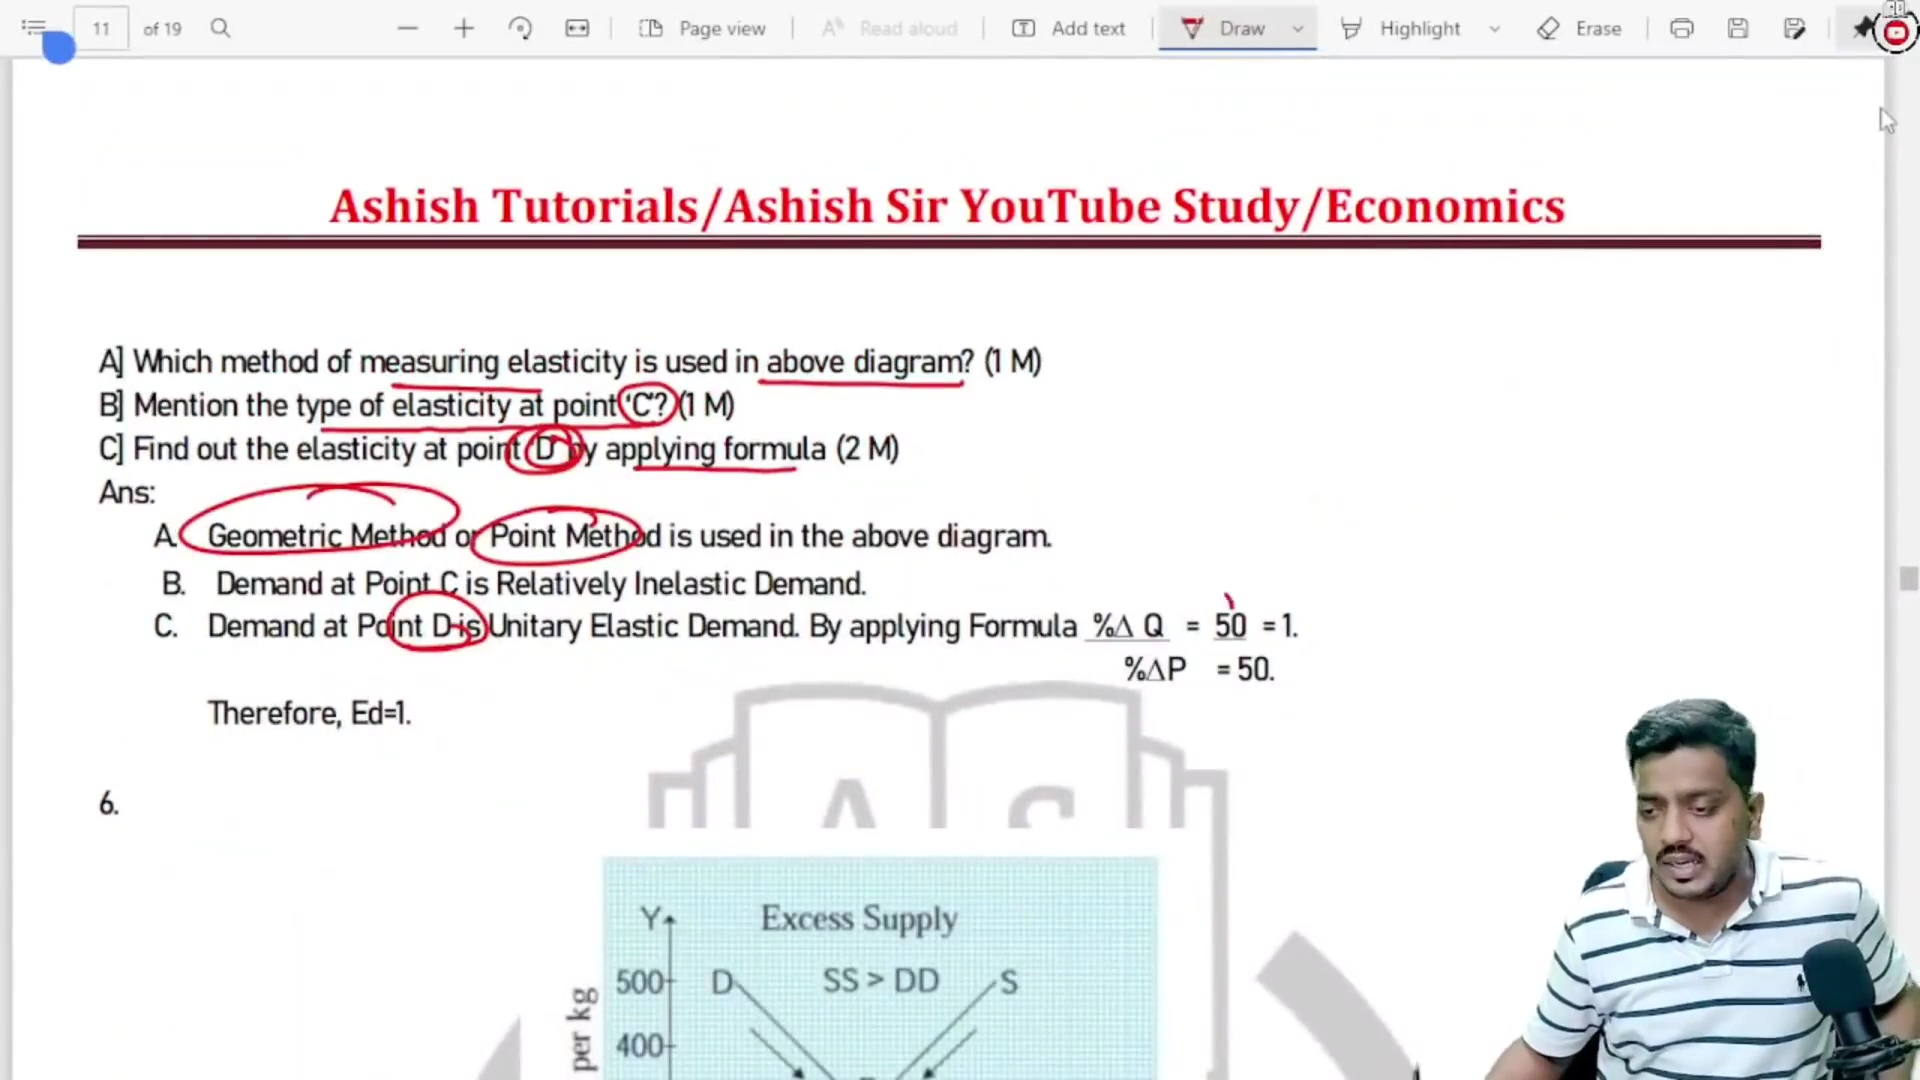 11 of 19 Page view Read aloud Add text Draw Highlight Erase
Ashish Tutorials/Ashish Sir YouTube Study/Economics
A] Which method of measuring elasticity is used in above diagram? (1 M)
B] Mention the type of elasticity at point 'C'? (1 M)
C] Find out the elasticity at point D by applying formula (2 M)
Ans:
A. Geometric Method or Point Method is used in the above diagram.
B. Demand at Point C is Relatively Inelastic Demand.
C. Demand at Point D is Unitary Elastic Demand. By applying Formula %Δ Q = 50 = 1.
%ΔP = 50.
Therefore, Ed=1.
6.
A S
Y Excess Supply
500 D SS > DD S
400
per kg